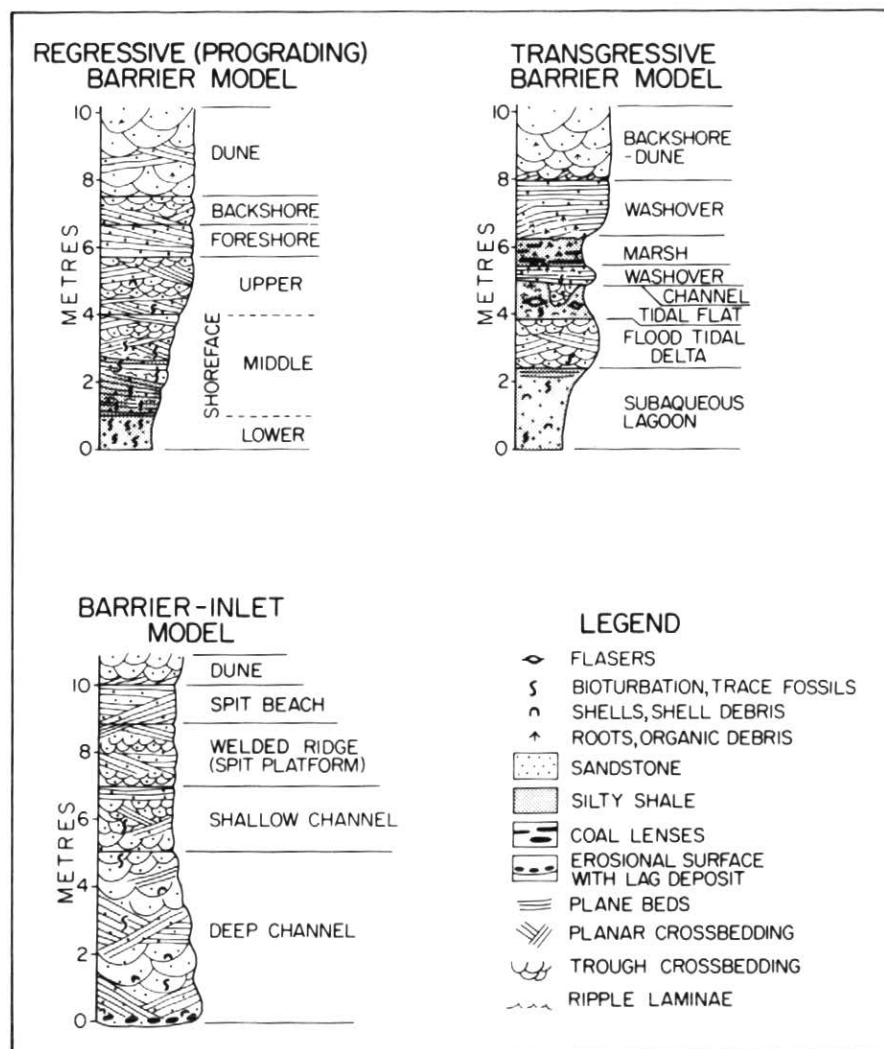 REGRESSIVE (PROGRADING)
BARRIER MODEL
10
8
6
4
2
0
METRES
DUNE
BACKSHORE
FORESHORE
UPPER
MIDDLE
LOWER
SHOREFACE
TRANSGRESSIVE
BARRIER MODEL
10
8
6
4
2
0
METRES
BACKSHORE
-DUNE
WASHOVER
MARSH
WASHOVER
CHANNEL
TIDAL FLAT
FLOOD TIDAL
DELTA
SUBAQUEOUS
LAGOON
BARRIER-INLET
MODEL
10
8
6
4
2
0
METRES
DUNE
SPIT BEACH
WELDED RIDGE
(SPIT PLATFORM)
SHALLOW CHANNEL
DEEP CHANNEL
LEGEND
FLASERS
BIOTURBATION, TRACE FOSSILS
SHELLS, SHELL DEBRIS
ROOTS, ORGANIC DEBRIS
SANDSTONE
SILTY SHALE
COAL LENSES
EROSIONAL SURFACE
WITH LAG DEPOSIT
PLANE BEDS
PLANAR CROSSBEDDING
TROUGH CROSSBEDDING
RIPPLE LAMINAE